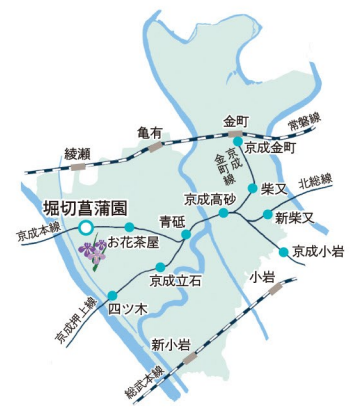 金町
常磐線
亀有
京成金町
綾瀬
京成金町線
柴又
北総線
京成高砂
堀切菖蒲園
新柴又
青砥
京成本線
お花茶屋
京成小岩
京成立石
小岩
四ツ木
京成押上線
新小岩
総武本線